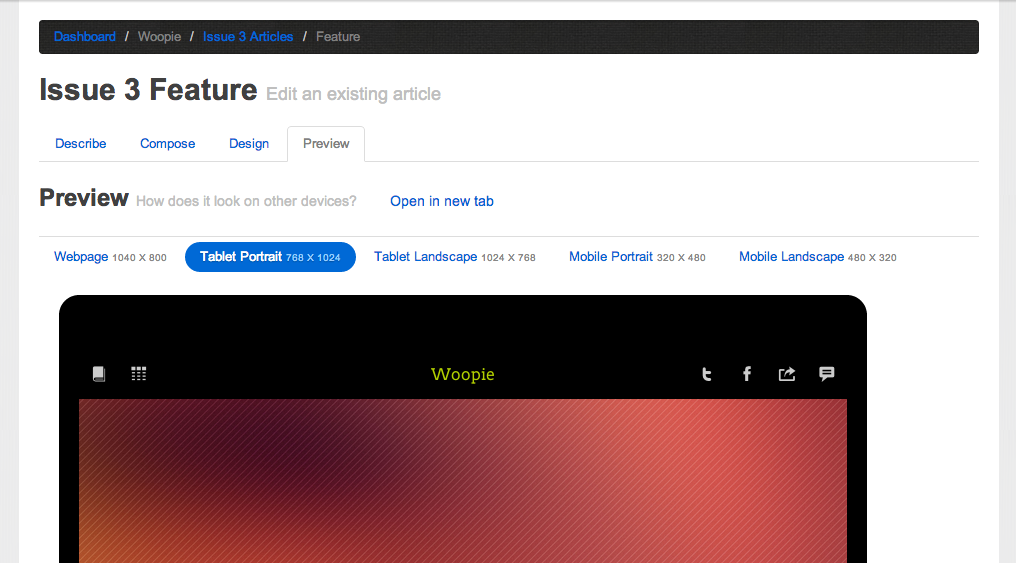 Dashboard / Woopie / Issue 3 Articles / Feature
Issue 3 Feature Edit an existing article
Describe Compose Design Preview
Preview How does it look on other devices? Open in new tab
Webpage 1040 X 800 Tablet Portrait 768 X 1024 Tablet Landscape 1024 X 768 Mobile Portrait 320 X 480 Mobile Landscape 480 X 320
Woopie